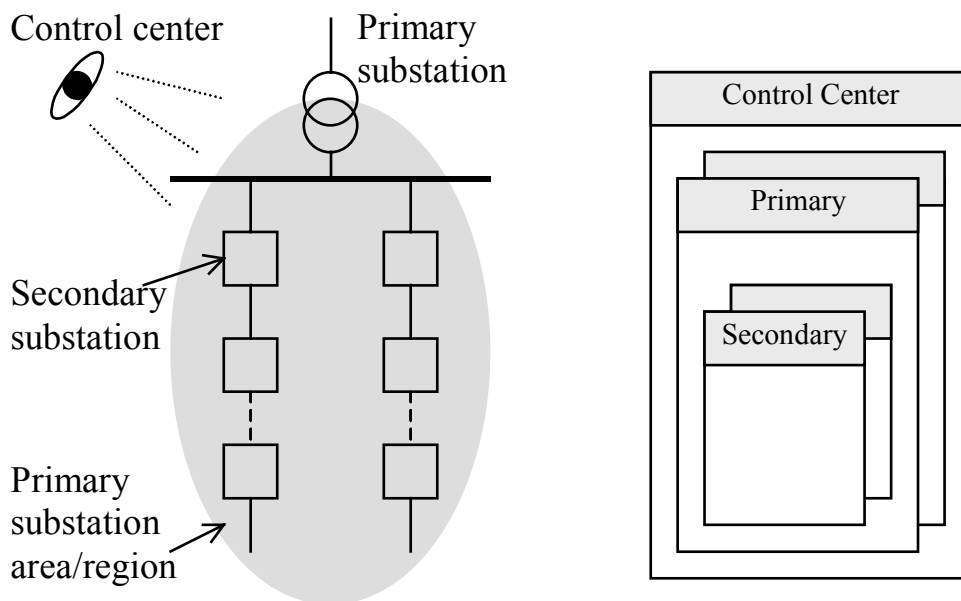 Control center
Primary
substation
Secondary
substation
Primary
substation
area/region
Control Center
Primary
Secondary